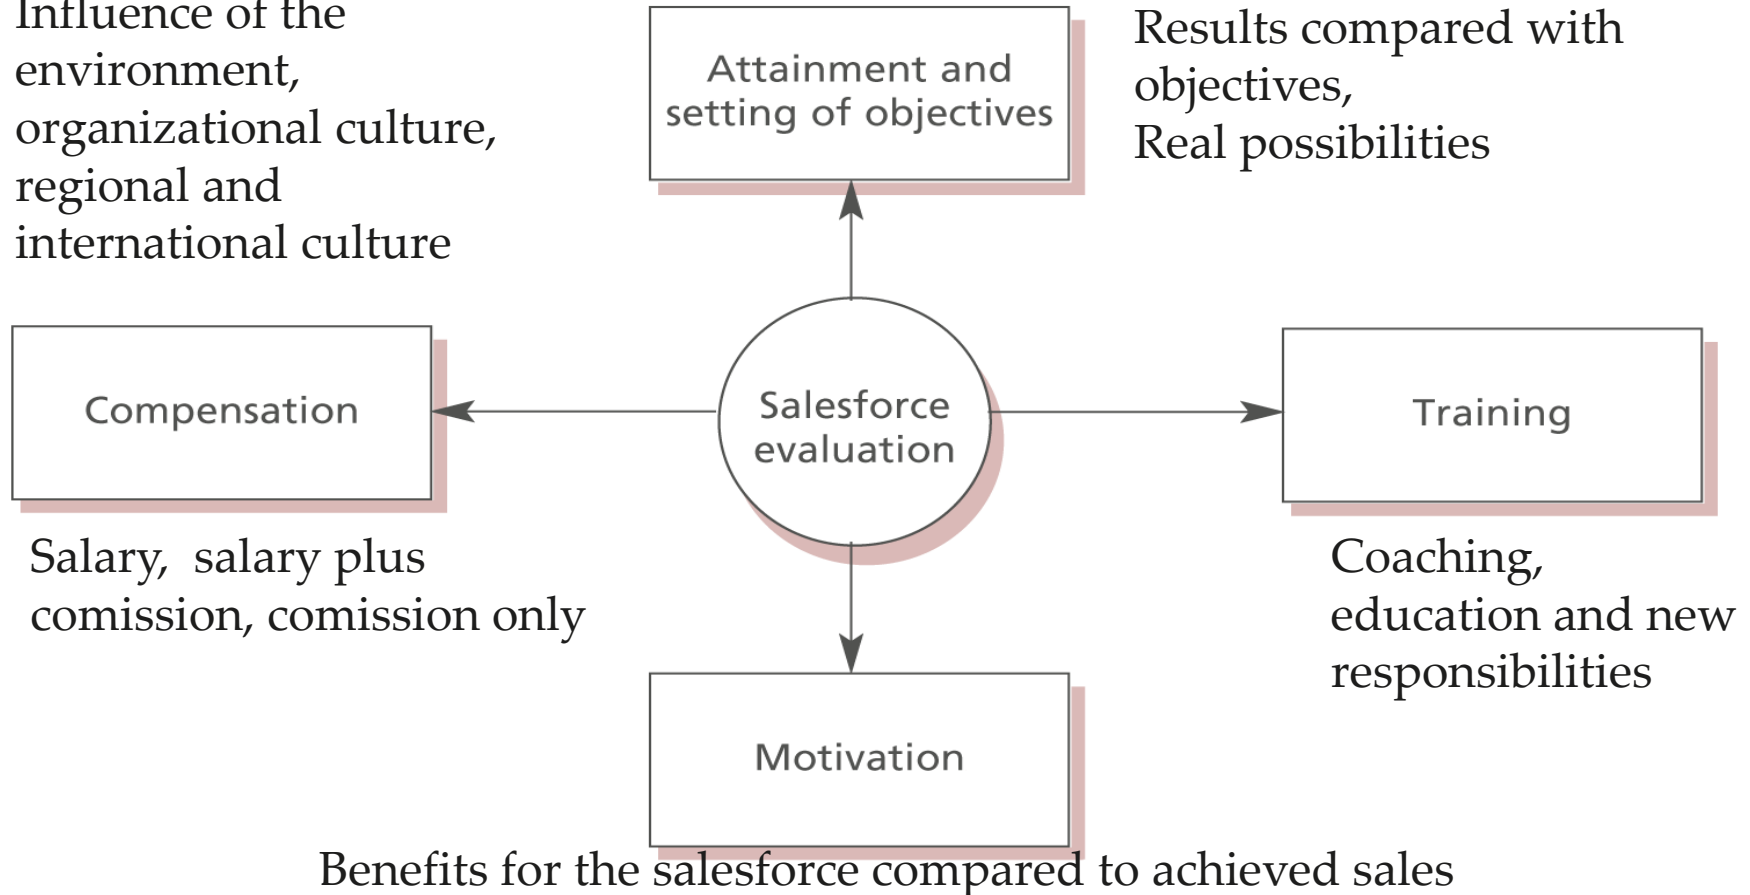 Influence of the
environment,
organizational culture,
regional and
international culture
Attainment and
setting of objectives
Results compared with
objectives,
Real possibilities
Compensation
Salesforce
evaluation
Training
Salary,  salary plus
comission, comission only
Coaching,
education and new
responsibilities
Motivation
Benefits for the salesforce compared to achieved sales